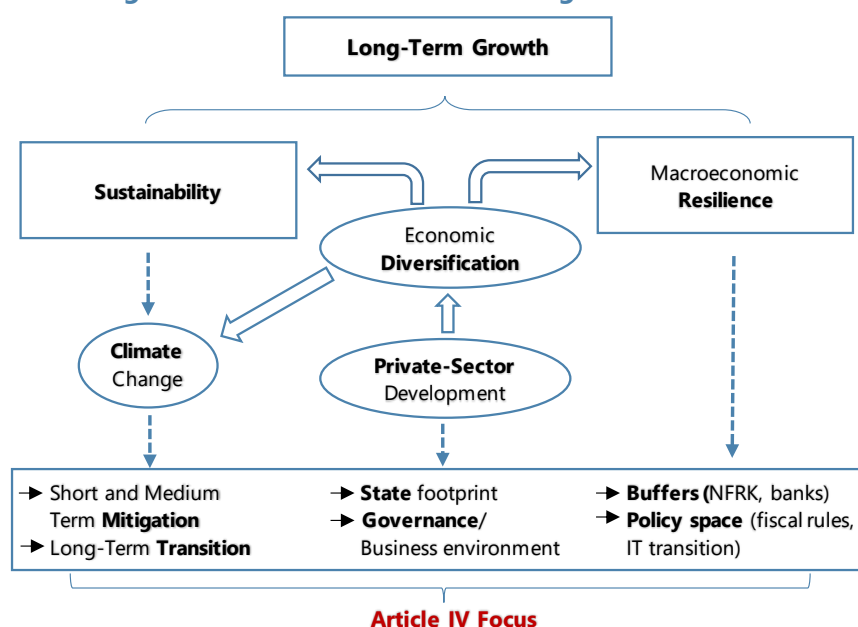 Long-Term Growth
Sustainability
Macroeconomic
Resilience
Economic
Diversification
Climate
Change
Private-Sector
Development
Short and Medium
Term Mitigation
Long-Term Transition
State footprint
Governance/
Business environment
Buffers (NFRK, banks)
Policy space (fiscal rules,
IT transition)
Article IV Focus